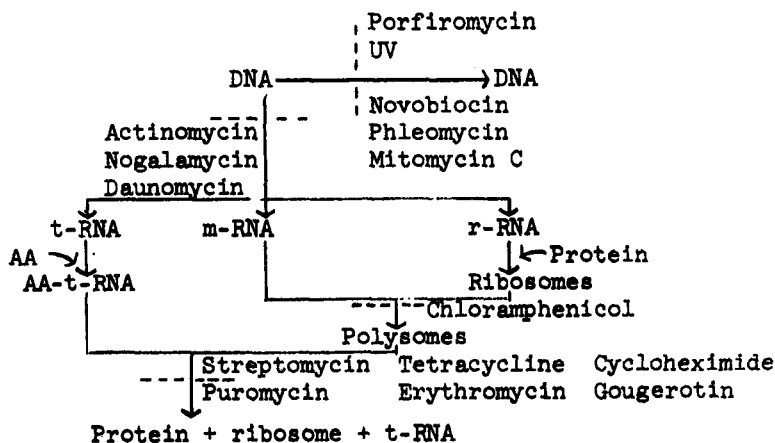 Porfiromycin
UV
DNA DNA
Novobiocin
Actinomycin Phleomycin
Nogalamycin Mitomycin C
Daunomycin
t-RNA m-RNA r-RNA
AA Protein
AA-t-RNA Ribosomes
Chloramphenicol
Polysomes
Streptomycin Tetracycline Cycloheximide
Puromycin Erythromycin Gougerotin
Protein + ribosome + t-RNA